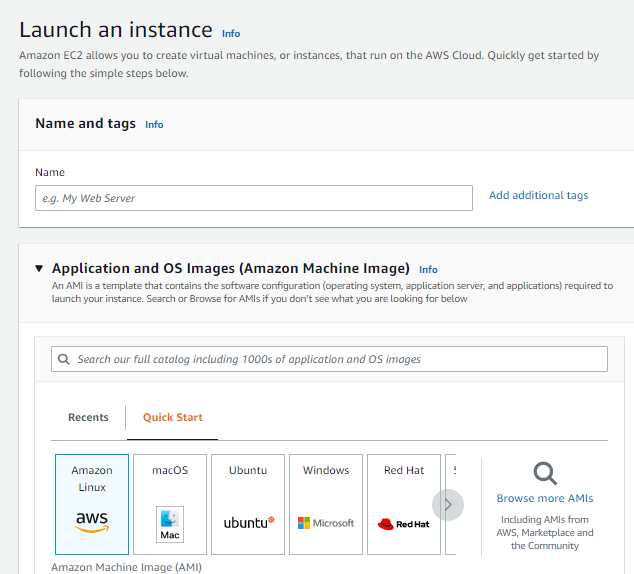 Launch an instance Info
Amazon EC2 allows you to create virtual machines, or instances, that run on the AWS Cloud. Quickly get started by
following the simple steps below.
Name and tags Info
Name
e.g. My Web Server
Add additional tags
Application and OS Images (Amazon Machine Image) Info
An AMI is a template that contains the software configuration (operating system, application server, and applications) required to
launch your instance. Search or Browse for AMIs if you don't see what you are looking for below
Search our full catalog including 1000s of application and OS images
Recents
Quick Start
Amazon
Linux
aws
macOS
Mac
Ubuntu
ubuntu
Windows
Microsoft
Red Hat
Red Hat
Browse more AMIs
Including AMIs from
AWS, Marketplace and
the Community
Amazon Machine Image (AMI)